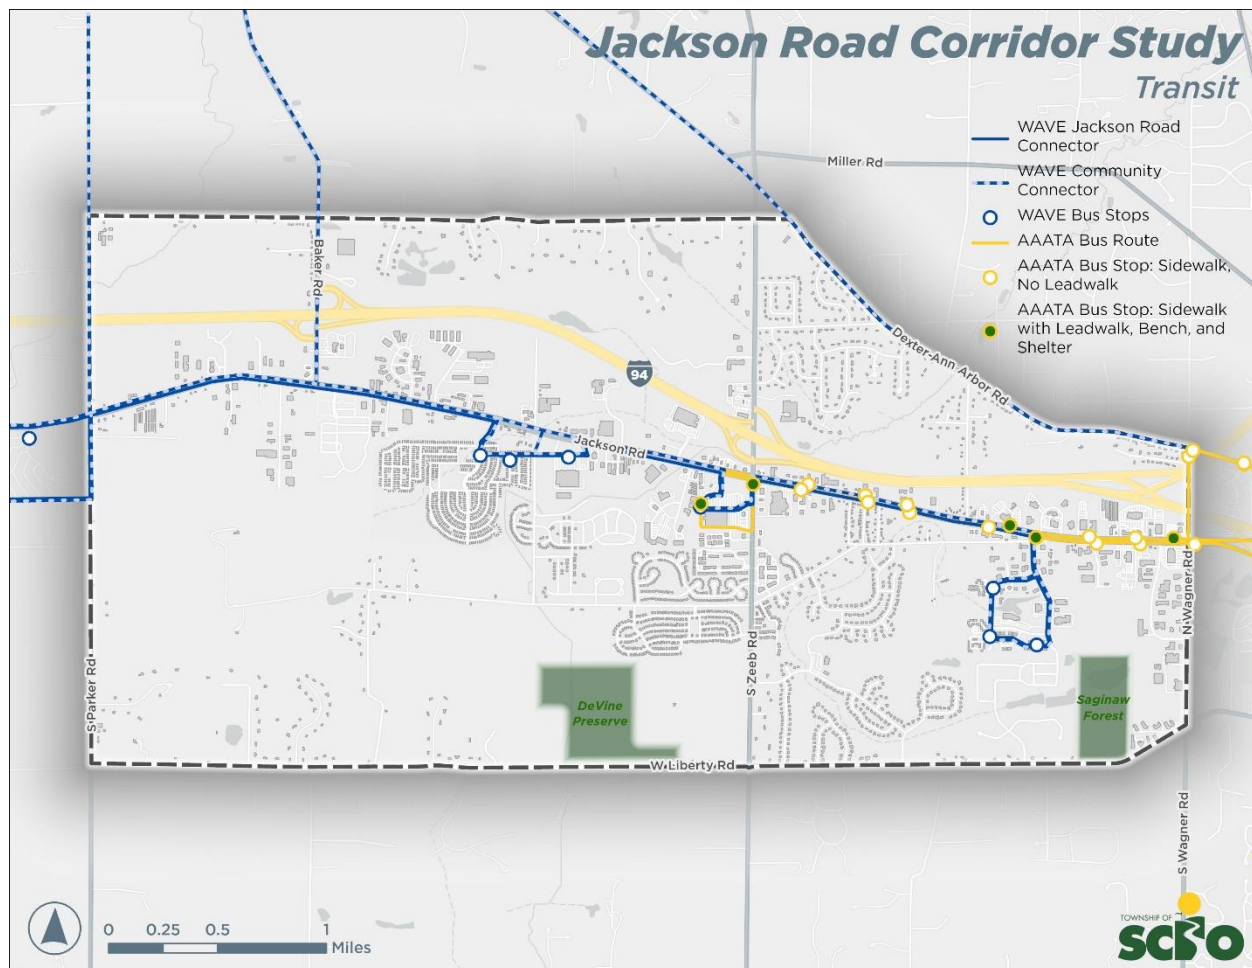 Jackson Road Corridor Study
Transit
WAVE Jackson Road
Connector
WAVE Community
Connector
WAVE Bus Stops
AAATA Bus Route
AAATA Bus Stop: Sidewalk,
No Leadwalk
AAATA Bus Stop: Sidewalk
with Leadwalk, Bench, and
Shelter
Miller Rd
Baker Rd
Dexter-Ann Arbor Rd
94
Jackson Rd
N Wagner Rd
S Zeeb Rd
S Parker Rd
DeVine
Preserve
Saginaw
Forest
W Liberty Rd
S Wagner Rd
0 0.25 0.5 1
Miles
TOWNSHIP OF
SCIO